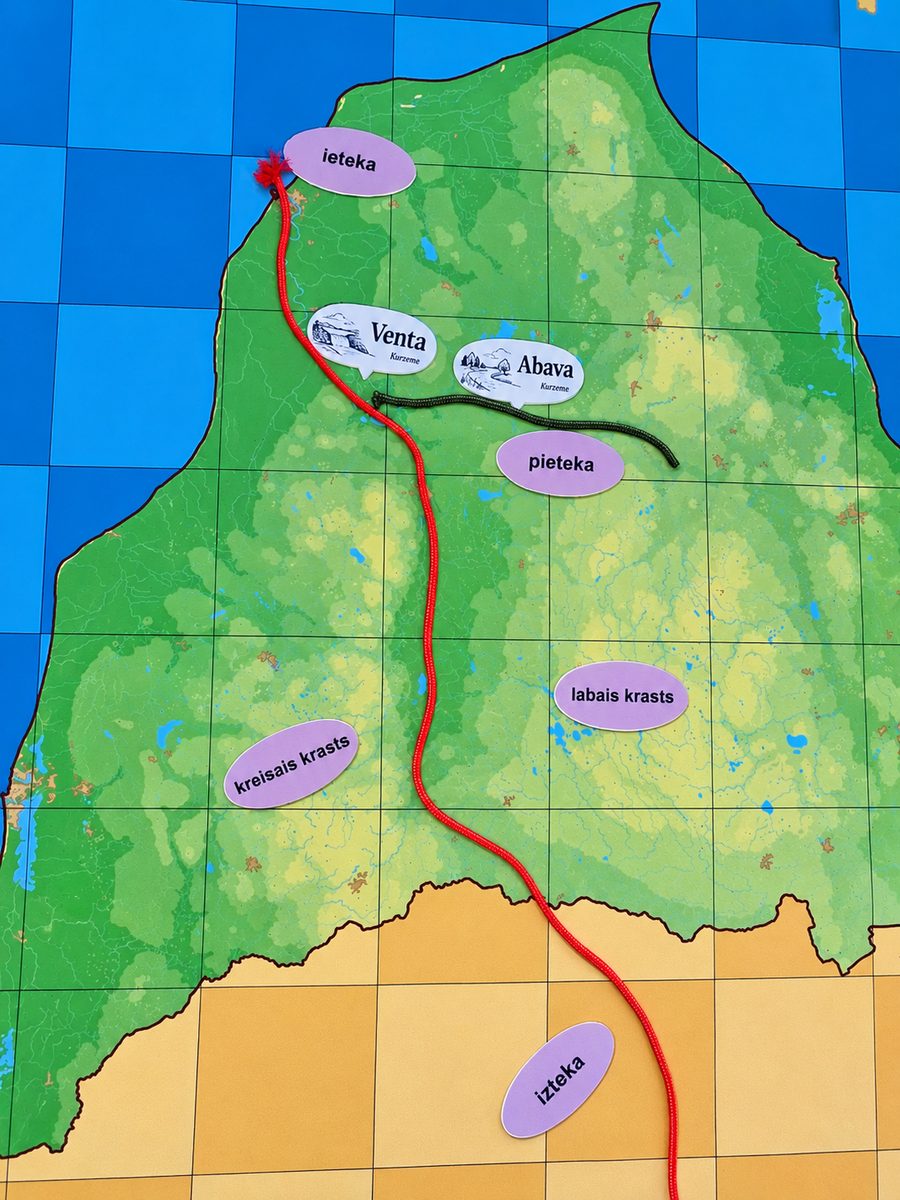 ieteka
Venta
Kurzeme
Abava
Kurzeme
pieteka
labais krasts
kreisais krasts
izteka